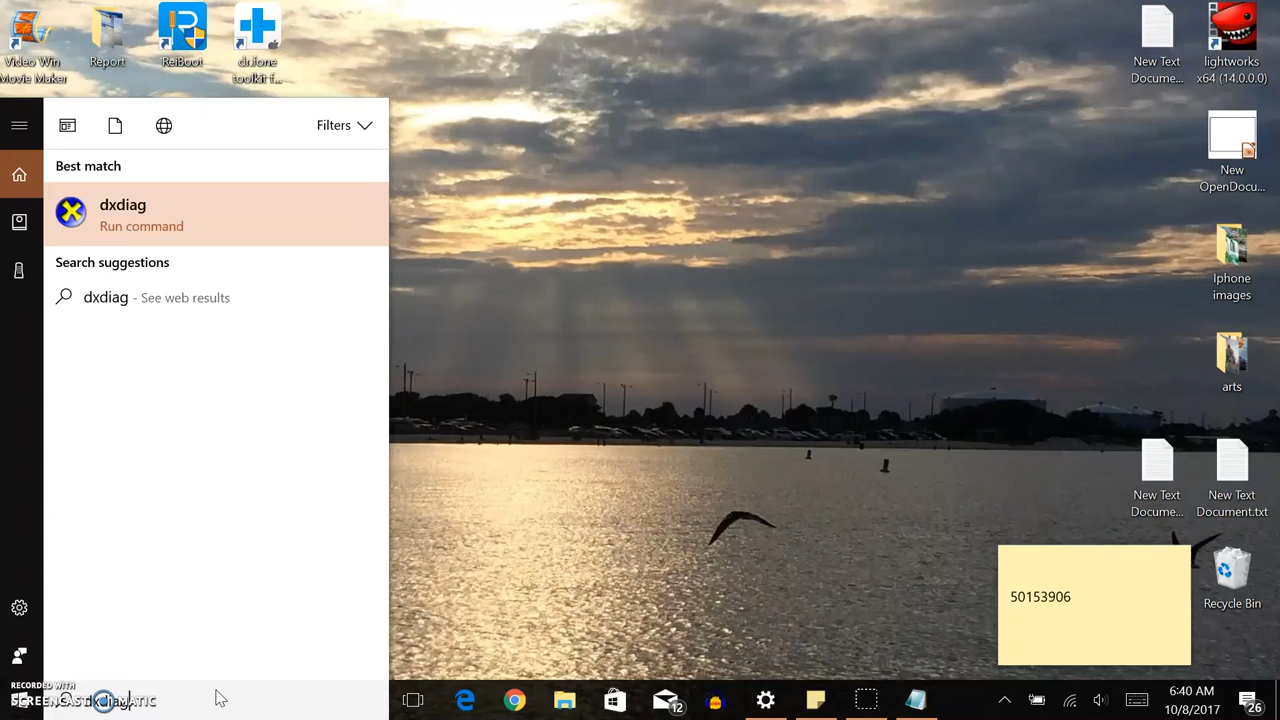 Video Win
Movie Maker
Report
ReiBoot
dr.fone
toolkit f...
New Text
Docume...
lightworks
x64 (14.0.0.0)
Filters
Best match
dxdiag
Run command
Search suggestions
dxdiag - See web results
New
OpenDocu...
Iphone
images
arts
New Text
Docume...
New Text
Document.txt
50153906
Recycle Bin
RECORDED WITH
SCREENCAST-O-MATIC
12
6:40 AM
10/8/2017
26